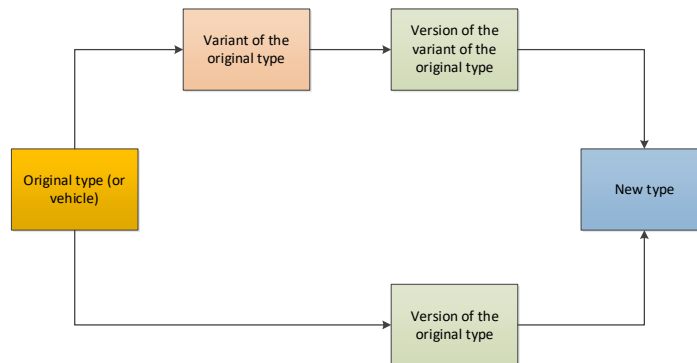 Variant of the
original type
Version of the
variant of the
original type
Original type (or
vehicle)
New type
Version of the
original type